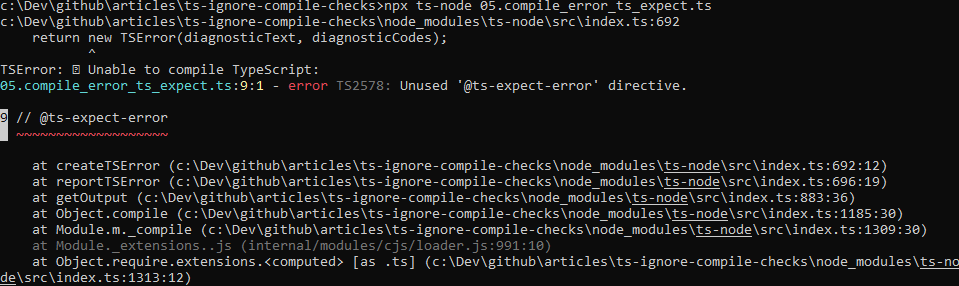 c:\Dev\github\articles\ts-ignore-compile-checks>npx ts-node 05.compile_error_ts_expect.ts
c:\Dev\github\articles\ts-ignore-compile-checks\node_modules\ts-node\src\index.ts:692
    return new TSError(diagnosticText, diagnosticCodes);
           ^
TSError: ⍰ Unable to compile TypeScript:
05.compile_error_ts_expect.ts:9:1 - error TS2578: Unused '@ts-expect-error' directive.

9 // @ts-expect-error
  ~~~~~~~~~~~~~~~~~~~

    at createTSError (c:\Dev\github\articles\ts-ignore-compile-checks\node_modules\ts-node\src\index.ts:692:12)
    at reportTSError (c:\Dev\github\articles\ts-ignore-compile-checks\node_modules\ts-node\src\index.ts:696:19)
    at getOutput (c:\Dev\github\articles\ts-ignore-compile-checks\node_modules\ts-node\src\index.ts:883:36)
    at Object.compile (c:\Dev\github\articles\ts-ignore-compile-checks\node_modules\ts-node\src\index.ts:1185:30)
    at Module.m._compile (c:\Dev\github\articles\ts-ignore-compile-checks\node_modules\ts-node\src\index.ts:1309:30)
    at Module._extensions..js (internal/modules/cjs/loader.js:991:10)
    at Object.require.extensions.<computed> [as .ts] (c:\Dev\github\articles\ts-ignore-compile-checks\node_modules\ts-no
de\src\index.ts:1313:12)